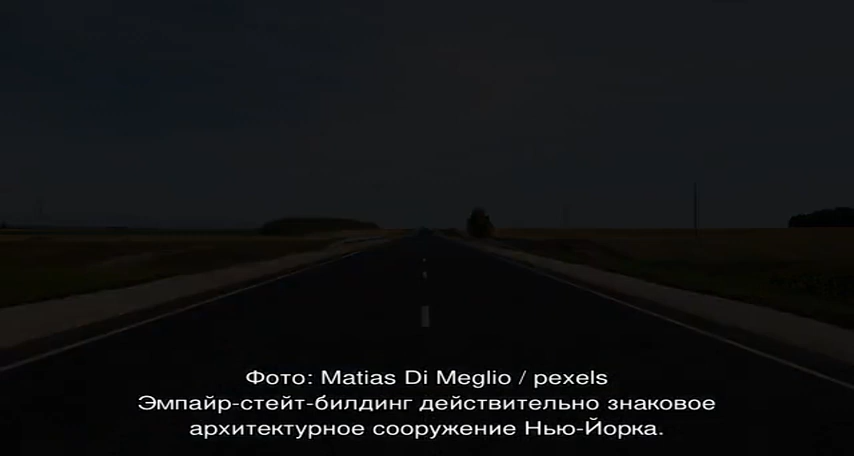 Фото: Matias Di Meglio / pexels
Эмпайр-стейт-билдинг действительно знаковое
архитектурное сооружение Нью-Йорка.